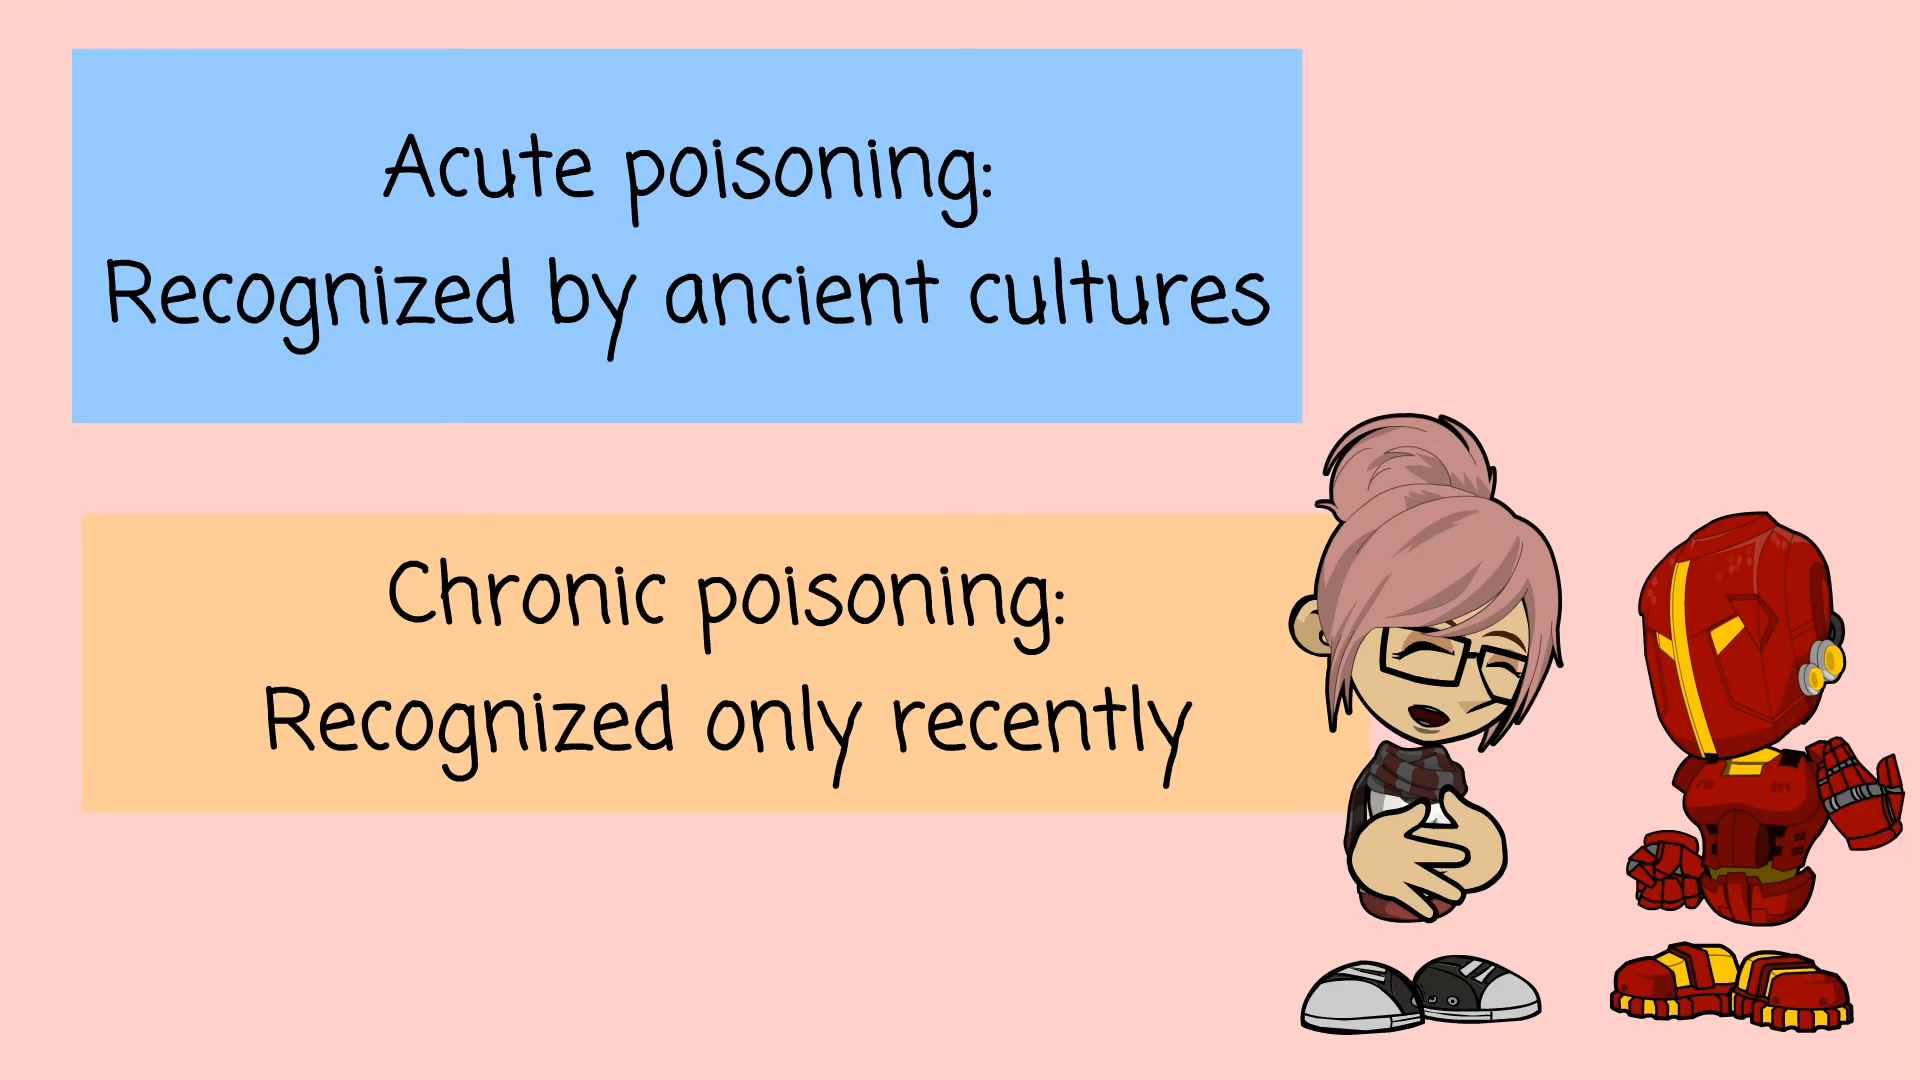 Acute poisoning:
Recognized by ancient cultures
Chronic poisoning:
Recognized only recently